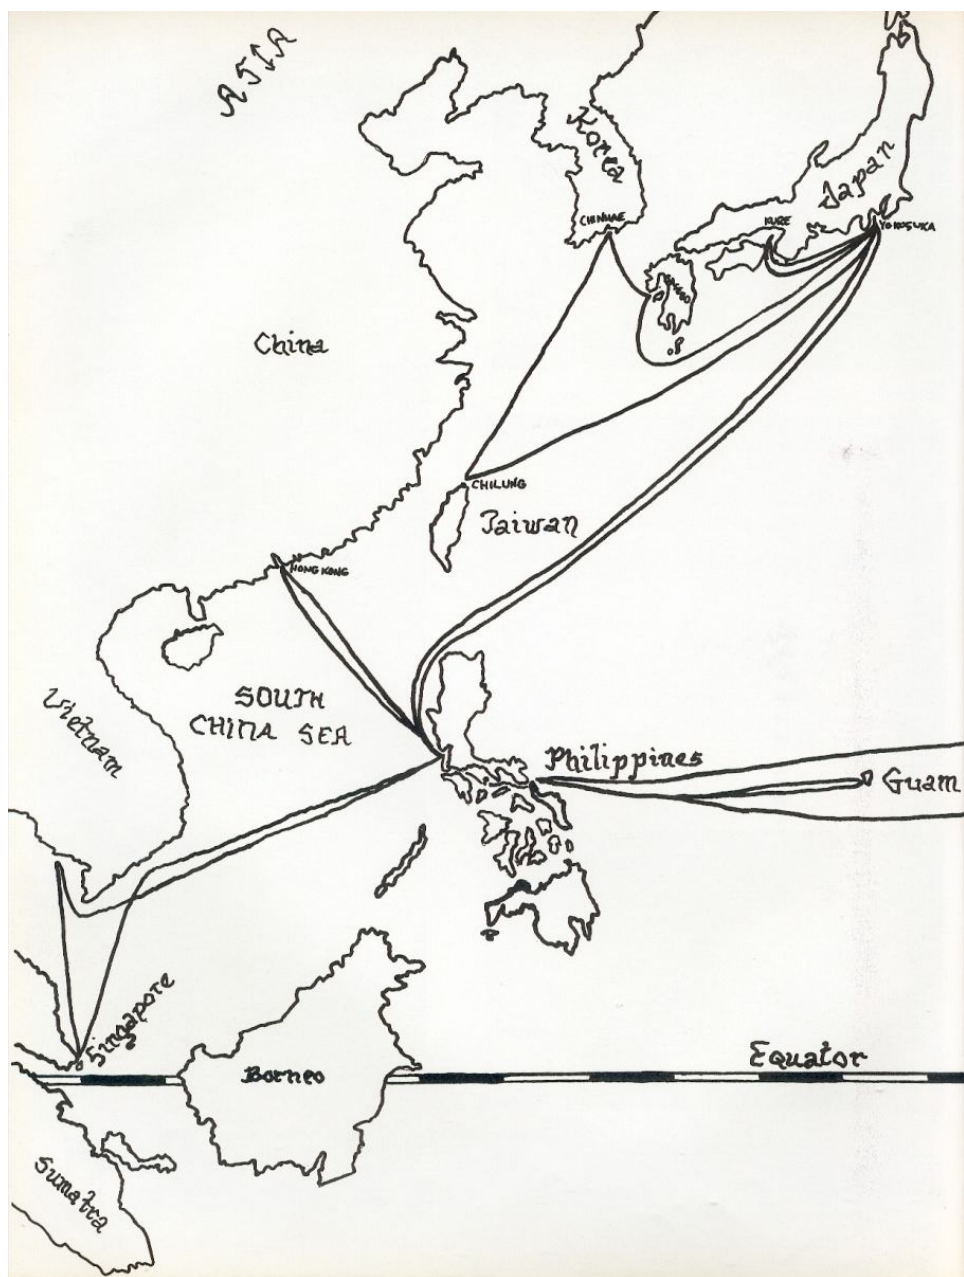 ASIA
Korea
Japan
CHINHAE
KURE
YOKOSUKA
SASEBO
China
CHILUNG
Taiwan
HONG KONG
SOUTH
CHINA SEA
Vietnam
Philippines
Guam
Singapore
Equator
Borneo
Sumatra